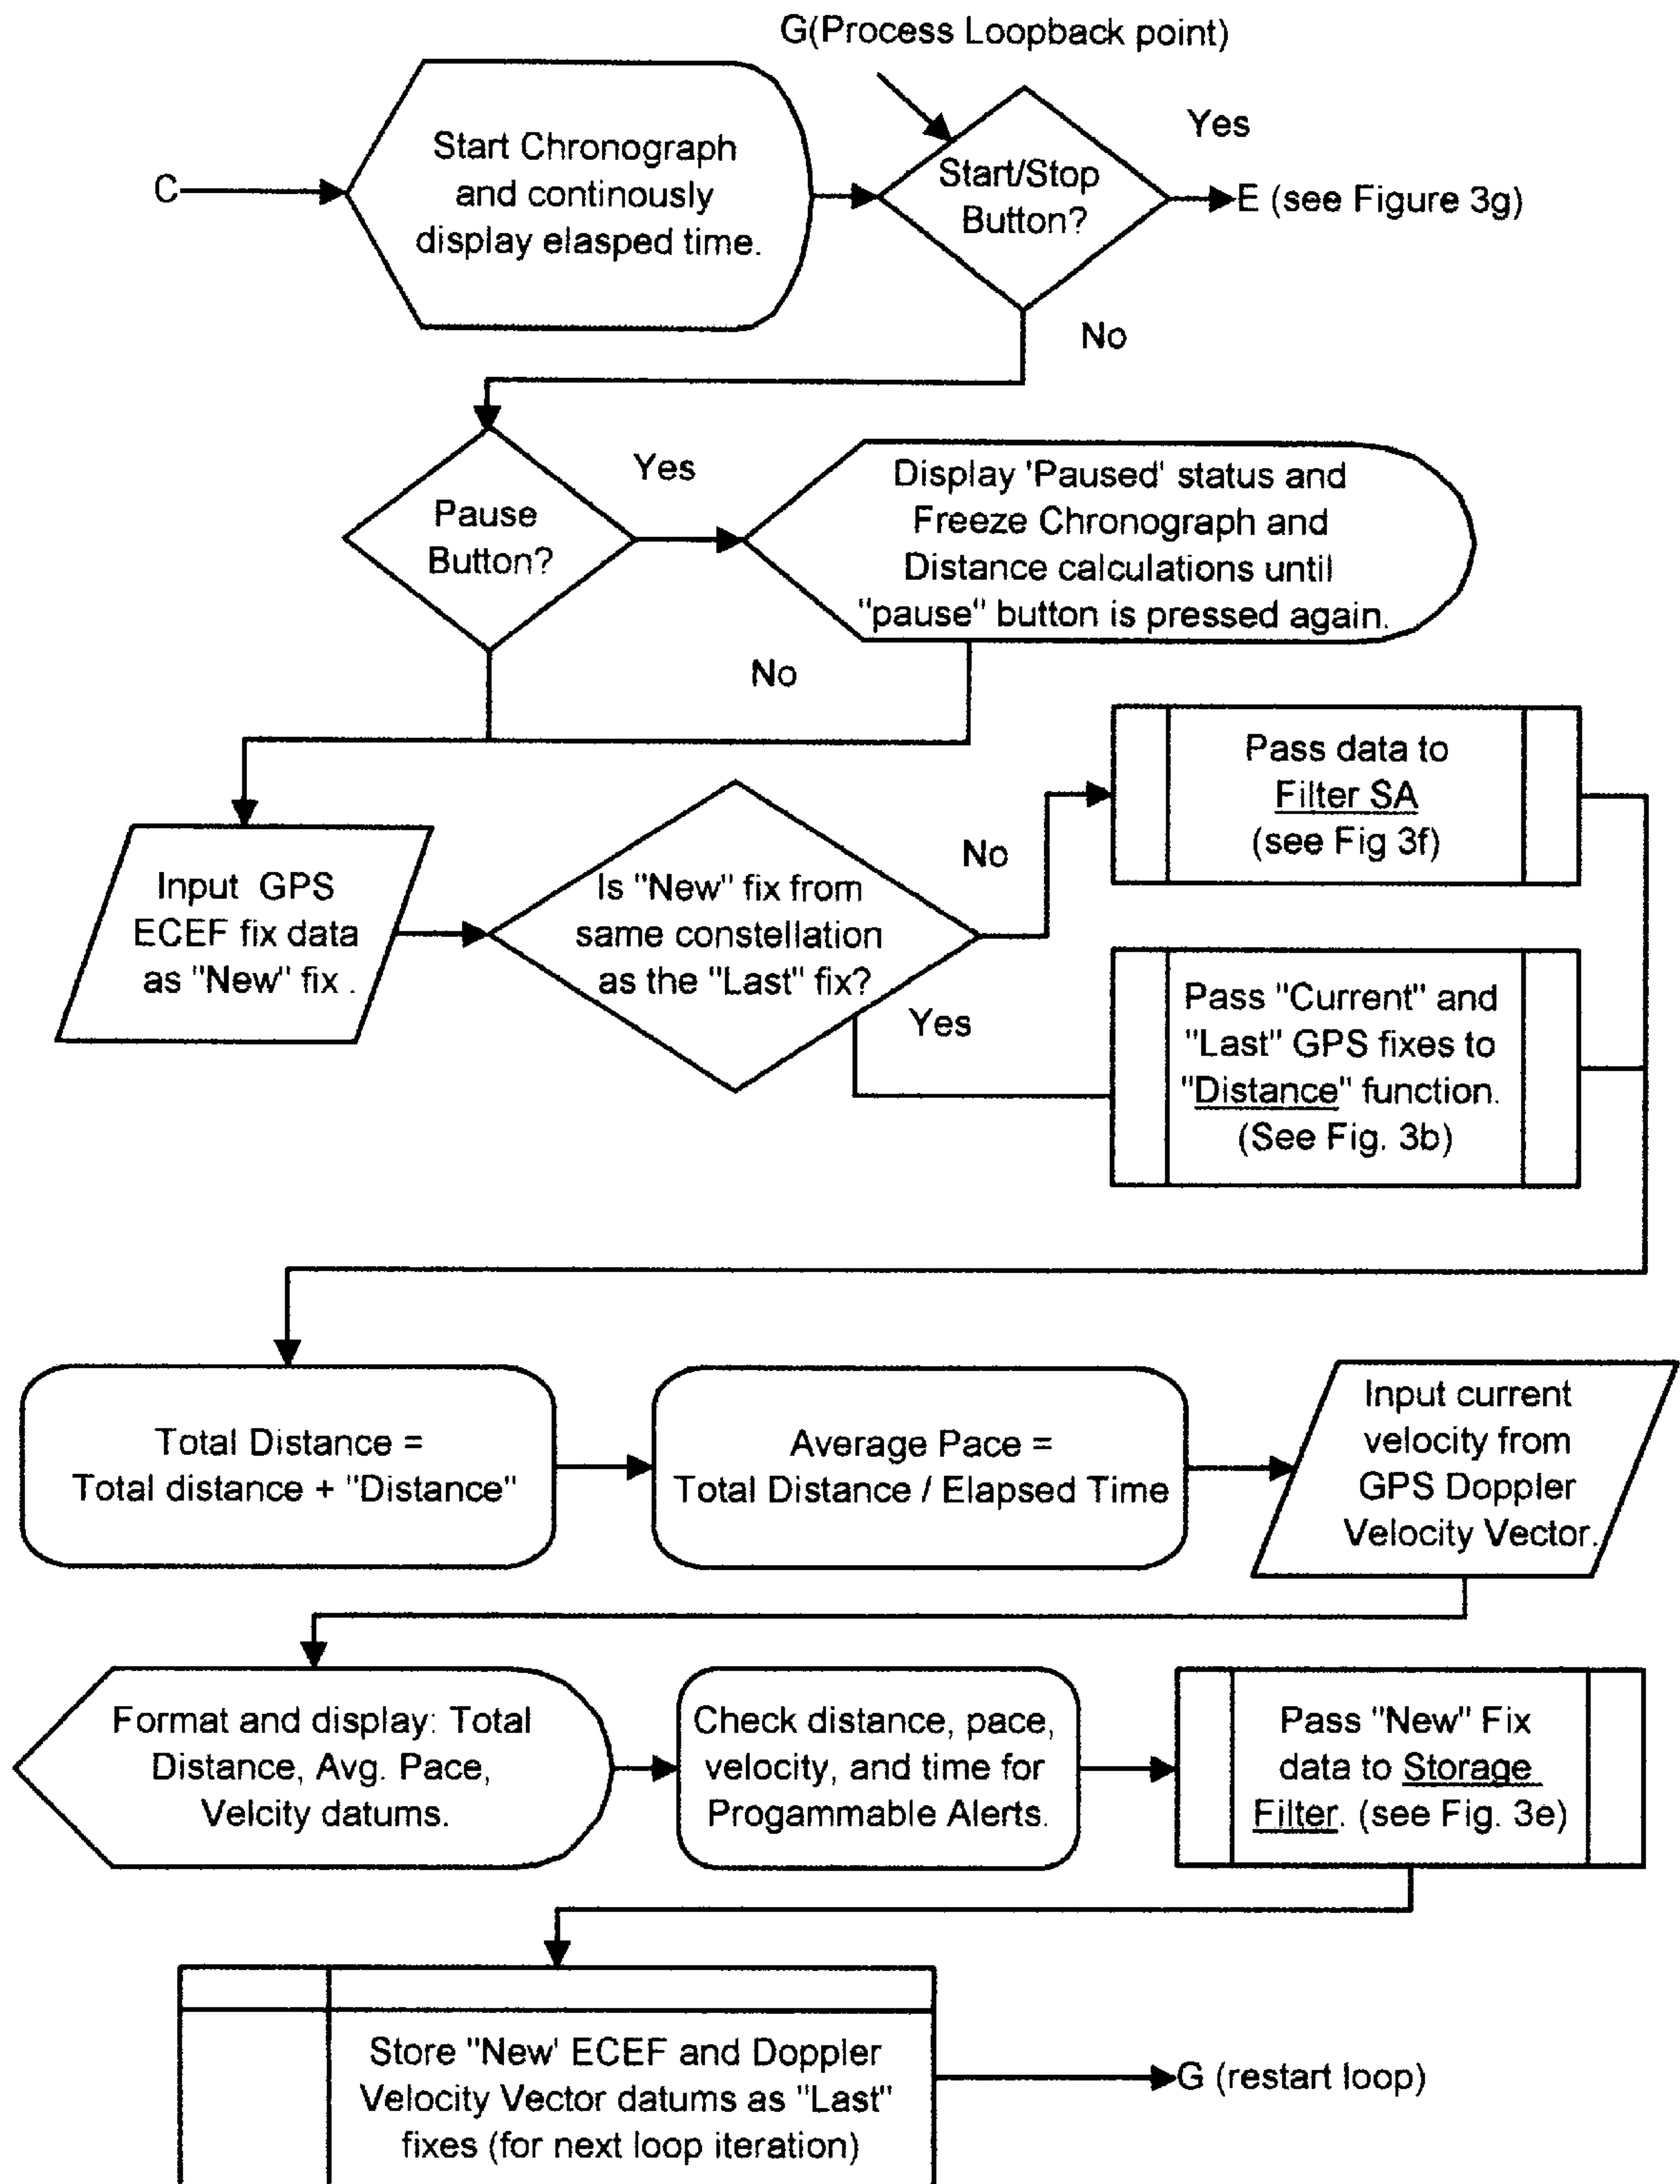 G(Process Loopback point)
Start Chronograph
and continously
display elasped time.
C
Start/Stop
Button?
Yes
E (see Figure 3g)
No
Pause
Button?
Yes
Display 'Paused' status and
Freeze Chronograph and
Distance calculations until
"pause" button is pressed again.
No
Input GPS
ECEF fix data
as "New" fix .
Is "New" fix from
same constellation
as the "Last" fix?
No
Pass data to
Filter SA
(see Fig 3f)
Yes
Pass "Current" and
"Last" GPS fixes to
"Distance" function.
(See Fig. 3b)
Total Distance =
Total distance + "Distance"
Average Pace =
Total Distance / Elapsed Time
Input current
velocity from
GPS Doppler
Velocity Vector.
Format and display: Total
Distance, Avg. Pace,
Velcity datums.
Check distance, pace,
velocity, and time for
Progammable Alerts.
Pass "New" Fix
data to Storage
Filter. (see Fig. 3e)
Store "New' ECEF and Doppler
Velocity Vector datums as "Last"
fixes (for next loop iteration)
G (restart loop)